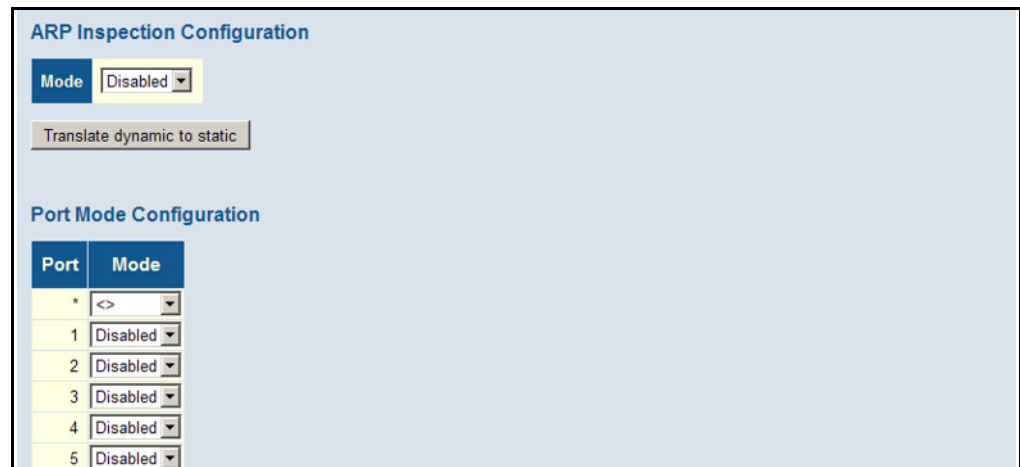 ARP Inspection Configuration
Mode Disabled
Translate dynamic to static
Port Mode Configuration
Port Mode
* <>
1 Disabled
2 Disabled
3 Disabled
4 Disabled
5 Disabled